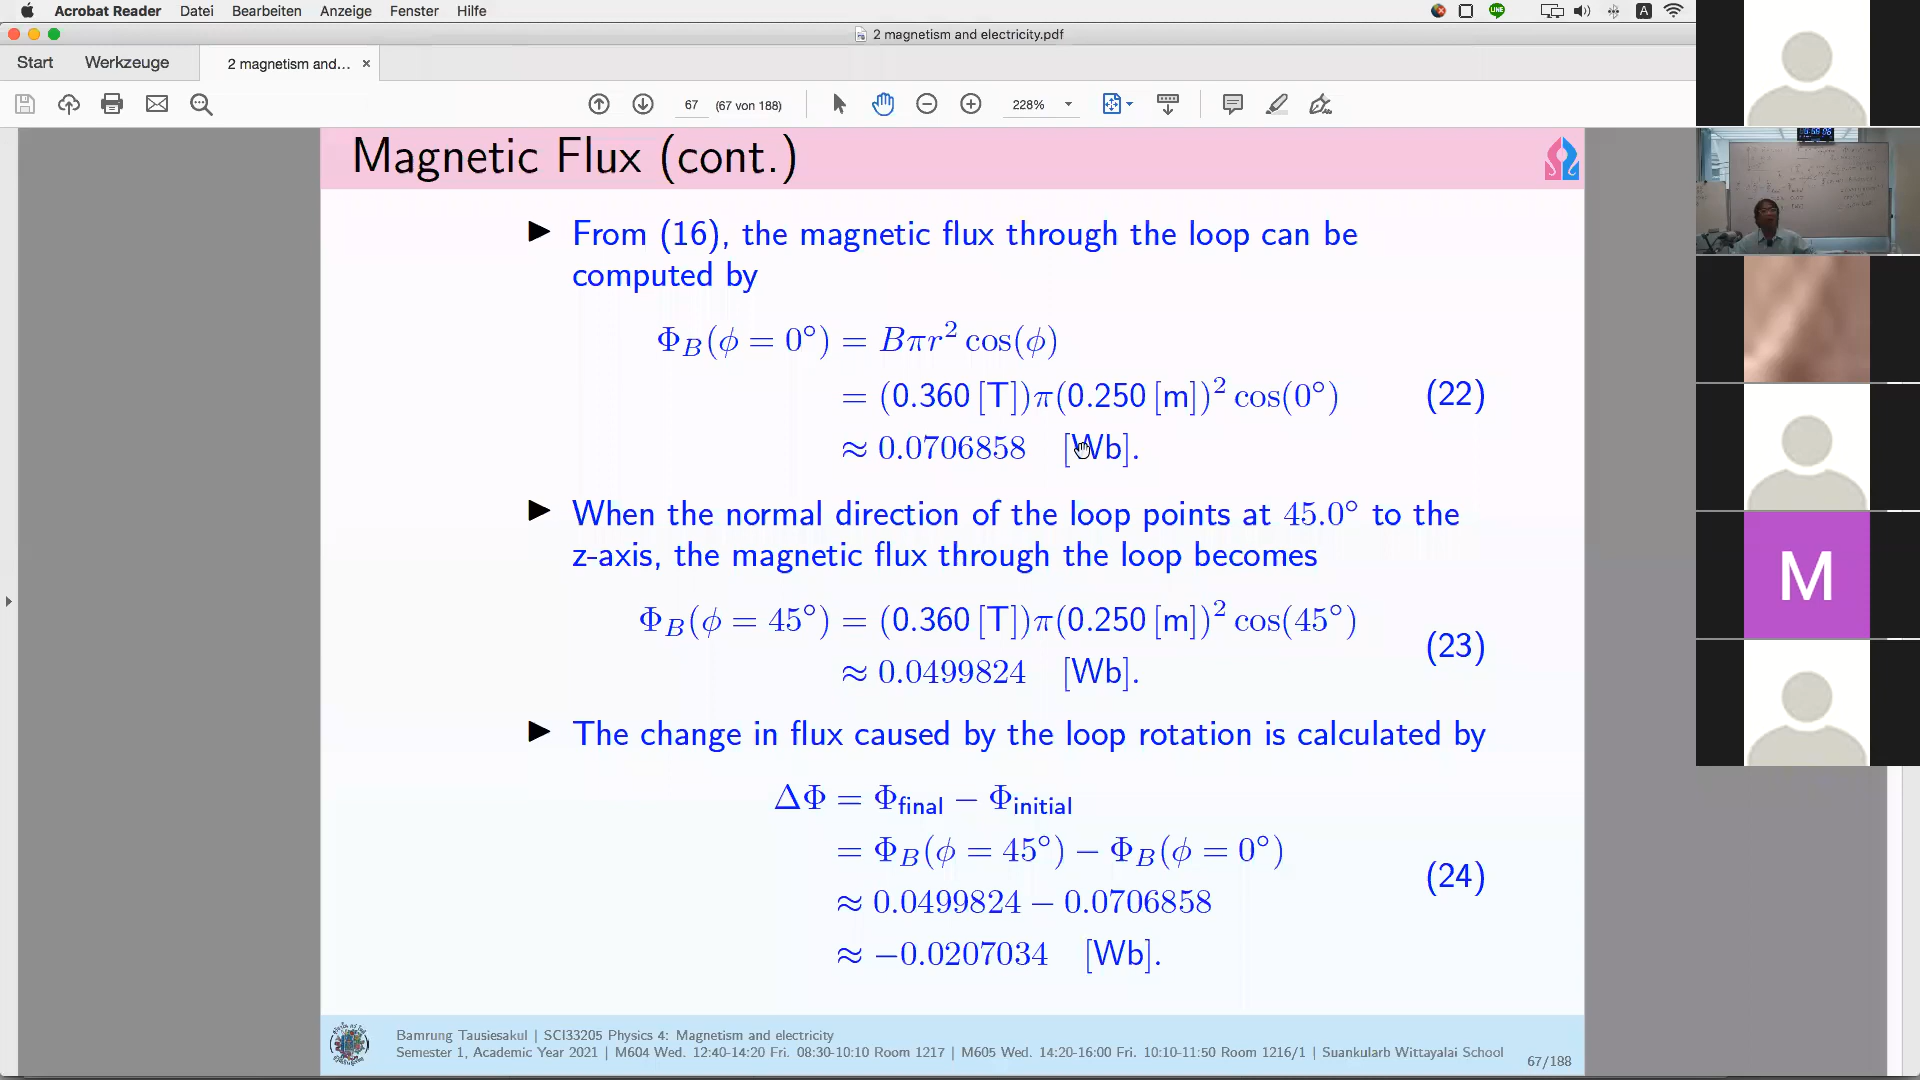 Acrobat Reader Datei Bearbeiten Anzeige Fenster Hilfe
LINE A
2 magnetism and electricity.pdf
Start Werkzeuge 2 magnetism and... ×
67 (67 von 188) 228%
Magnetic Flux (cont.)
► From (16), the magnetic flux through the loop can be
computed by
Φ_B(ϕ = 0°) = Bπr² cos(ϕ)
= (0.360 [T])π(0.250 [m])² cos(0°) (22)
≈ 0.0706858 [Wb].
► When the normal direction of the loop points at 45.0° to the
z-axis, the magnetic flux through the loop becomes
Φ_B(ϕ = 45°) = (0.360 [T])π(0.250 [m])² cos(45°)
(23)
≈ 0.0499824 [Wb].
► The change in flux caused by the loop rotation is calculated by
ΔΦ = Φ_final − Φ_initial
= Φ_B(ϕ = 45°) − Φ_B(ϕ = 0°)
(24)
≈ 0.0499824 − 0.0706858
≈ −0.0207034 [Wb].
Bamrung Tausiesakul | SCI33205 Physics 4: Magnetism and electricity
Semester 1, Academic Year 2021 | M604 Wed. 12:40-14:20 Fri. 08:30-10:10 Room 1217 | M605 Wed. 14:20-16:00 Fri. 10:10-11:50 Room 1216/1 | Suankularb Wittayalai School
67/188
M